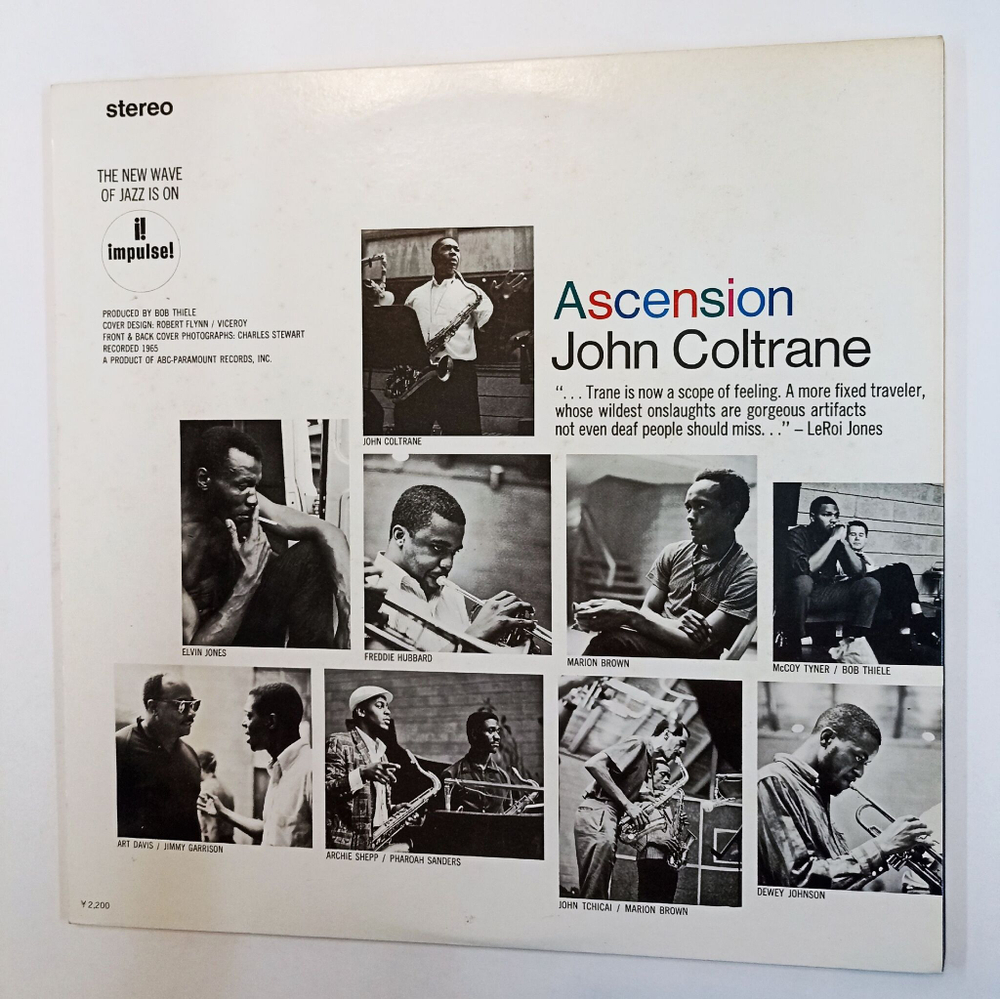 stereo
THE NEW WAVE
OF JAZZ IS ON
i!
impulse!
PRODUCED BY BOB THIELE
COVER DESIGN: ROBERT FLYNN / VICEROY
FRONT & BACK COVER PHOTOGRAPHS: CHARLES STEWART
RECORDED 1965
A PRODUCT OF ABC-PARAMOUNT RECORDS, INC.
Ascension
John Coltrane
“. . . Trane is now a scope of feeling. A more fixed traveler,
whose wildest onslaughts are gorgeous artifacts
not even deaf people should miss. . .” – LeRoi Jones
JOHN COLTRANE
ELVIN JONES
FREDDIE HUBBARD
MARION BROWN
McCOY TYNER / BOB THIELE
ART DAVIS / JIMMY GARRISON
ARCHIE SHEPP / PHAROAH SANDERS
JOHN TCHICAI / MARION BROWN
DEWEY JOHNSON
¥2,200